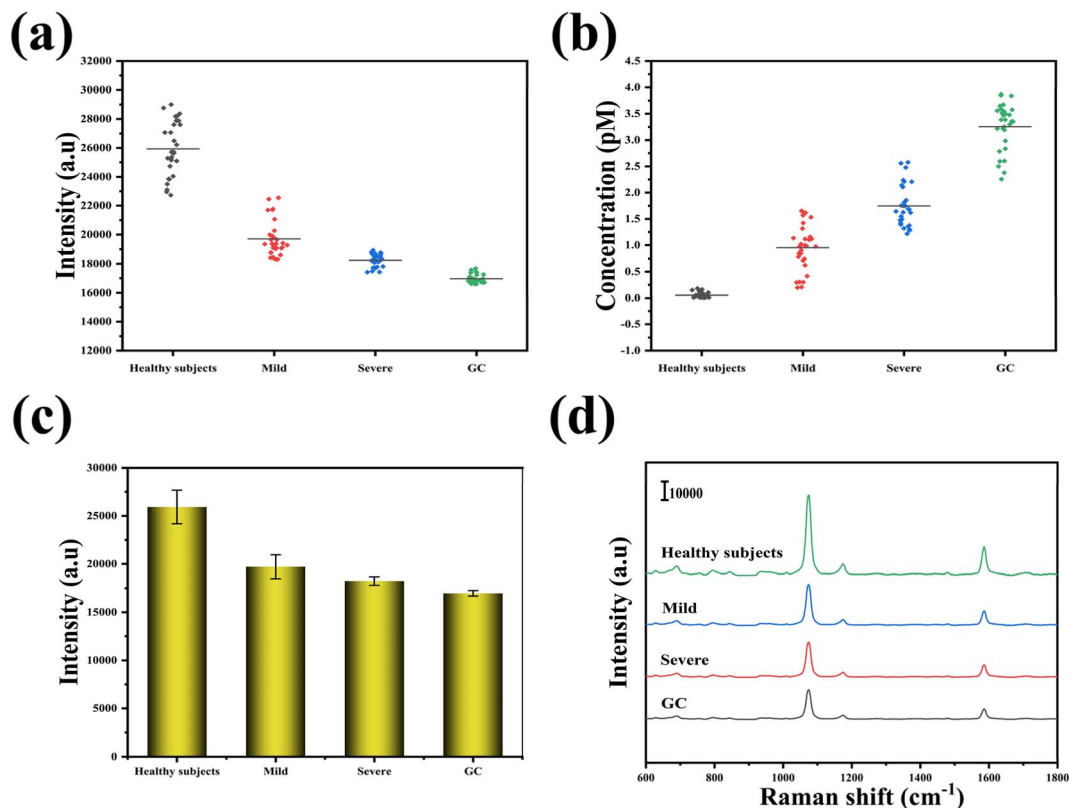 (a)
Intensity (a.u)
32000
30000
28000
26000
24000
22000
20000
18000
16000
14000
12000
Healthy subjects Mild Severe GC
(b)
Concentration (pM)
4.5
4.0
3.5
3.0
2.5
2.0
1.5
1.0
0.5
0.0
-0.5
-1.0
Healthy subjects Mild Severe GC
(c)
Intensity (a.u)
30000
25000
20000
15000
10000
5000
0
Healthy subjects Mild Severe GC
(d)
Intensity (a.u)
10000
Healthy subjects
Mild
Severe
GC
600 800 1000 1200 1400 1600 1800
Raman shift (cm⁻¹)